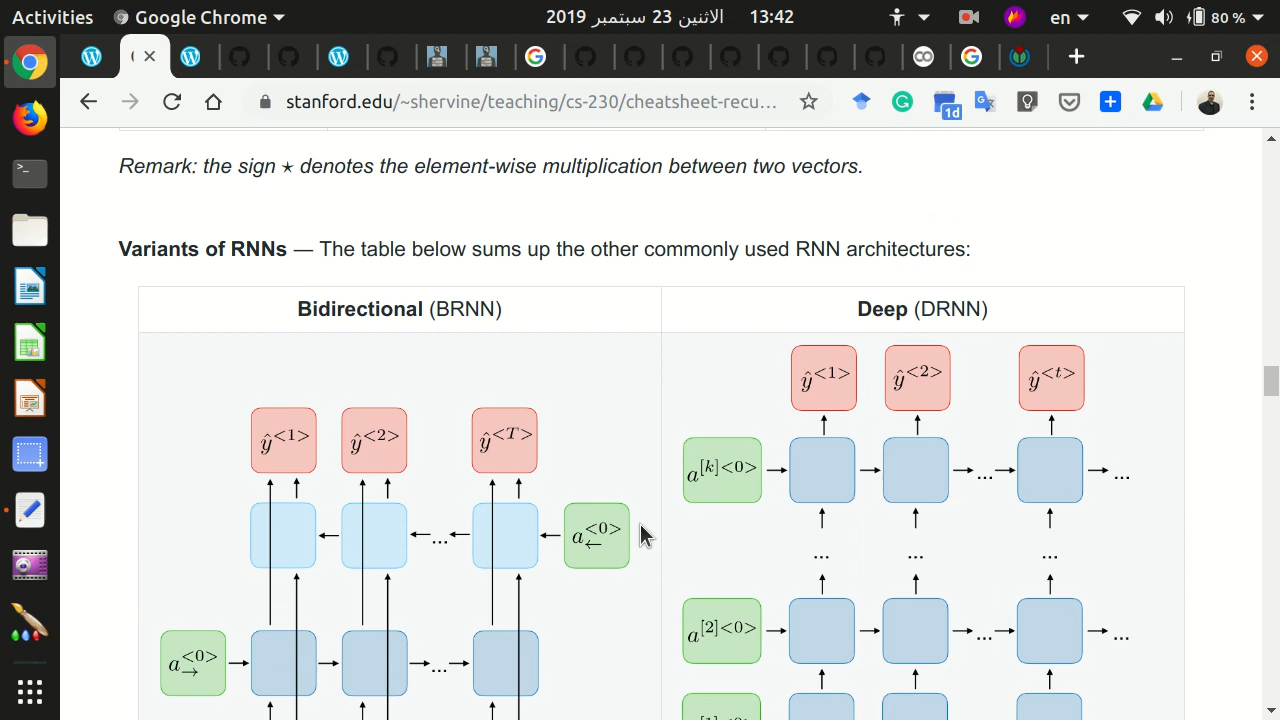 Activities Google Chrome الاثنين 23 سبتمبر 2019 13:42 en 80 %
stanford.edu/~shervine/teaching/cs-230/cheatsheet-recu... 1d
Remark: the sign ⋆ denotes the element-wise multiplication between two vectors.
Variants of RNNs — The table below sums up the other commonly used RNN architectures:
Bidirectional (BRNN) Deep (DRNN)
ŷ<1> ŷ<2> ŷ<t>
ŷ<1> ŷ<2> ŷ<T>
a[k]<0> ... ...
a←<0> ...
... ... ...
a[2]<0> ... ...
a→<0> ...
[1]<0>